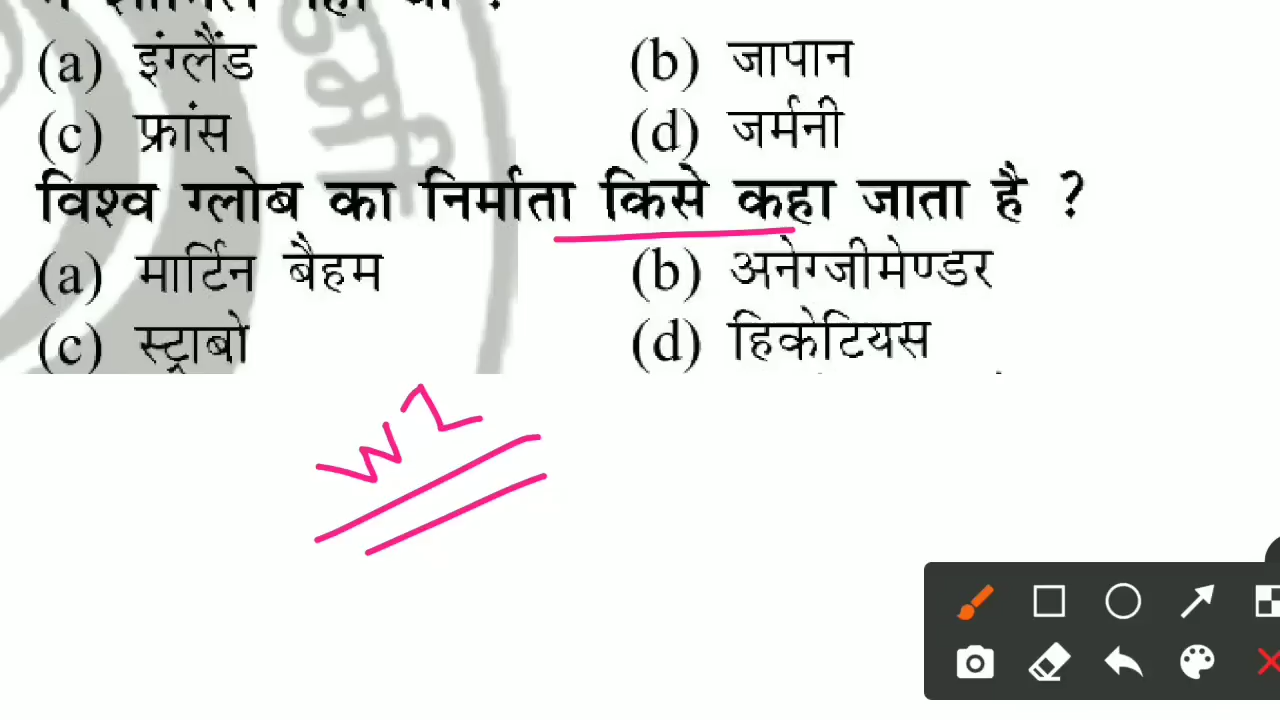 (a) इंग्लैंड (b) जापान
(c) फ्रांस (d) जर्मनी
विश्व ग्लोब का निर्माता किसे कहा जाता है ?
(a) मार्टिन बैहम (b) अनेग्जीमेण्डर
(c) स्ट्राबो (d) हिकेटियस